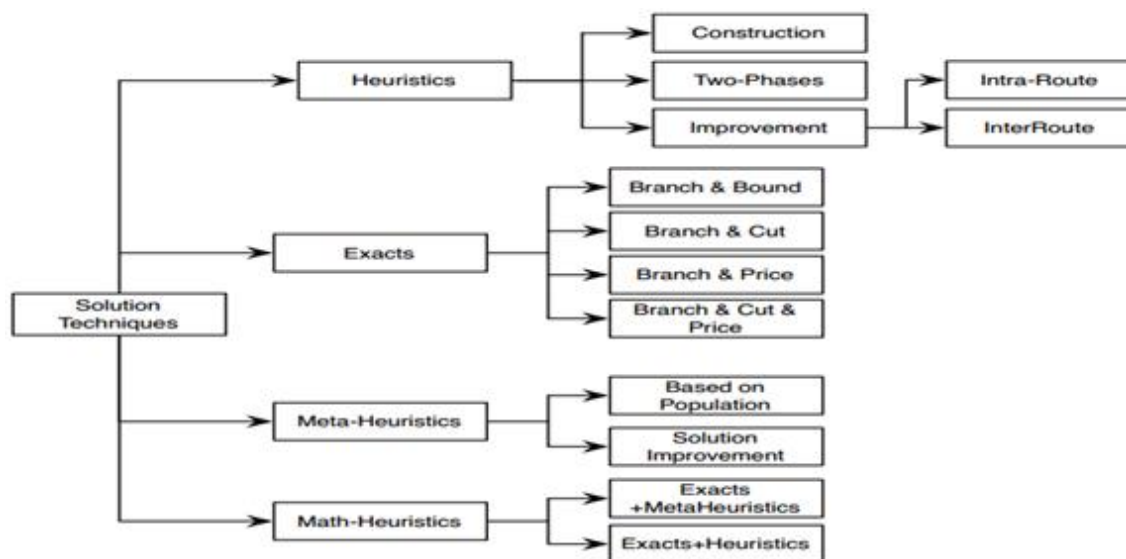 Construction
Heuristics
Two-Phases
Intra-Route
Improvement
InterRoute
Branch & Bound
Branch & Cut
Exacts
Branch & Price
Solution
Techniques
Branch & Cut &
Price
Based on
Population
Meta-Heuristics
Solution
Improvement
Exacts
+MetaHeuristics
Math-Heuristics
Exacts+Heuristics